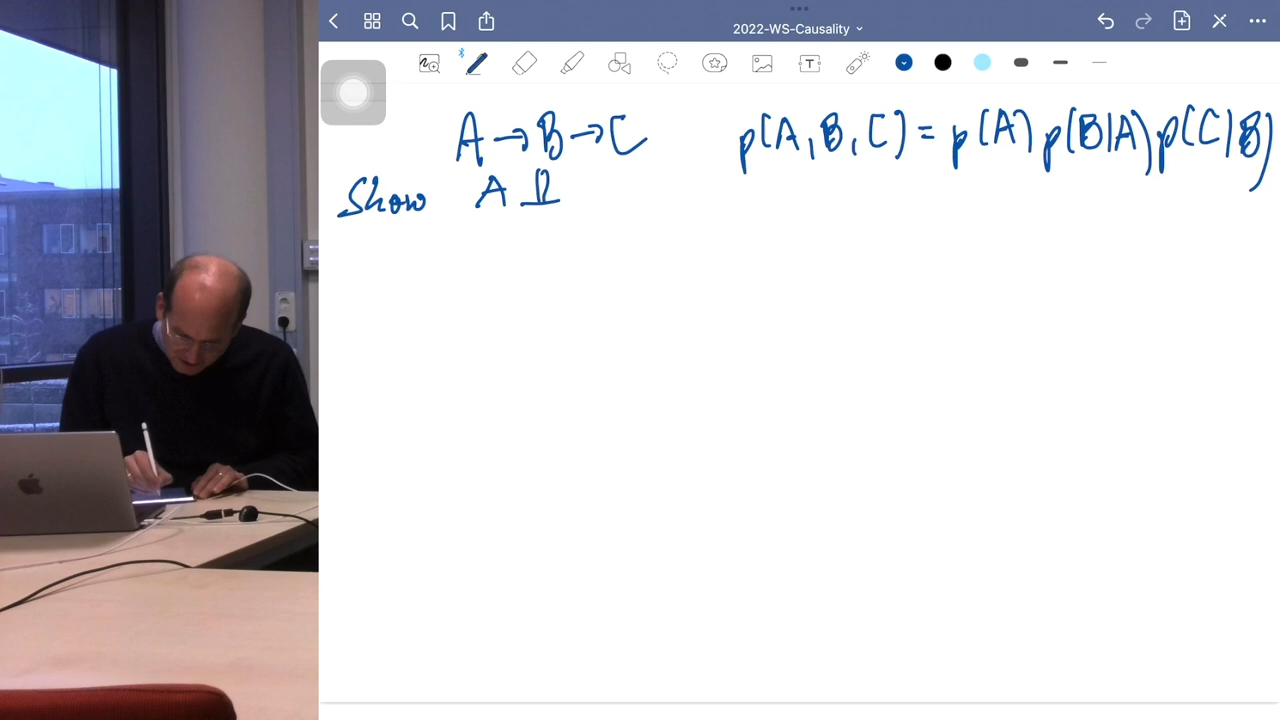 2022-WS-Causality
A → B → C p(A, B, C) = p(A) p(B|A) p(C|B)
Show A ⫫